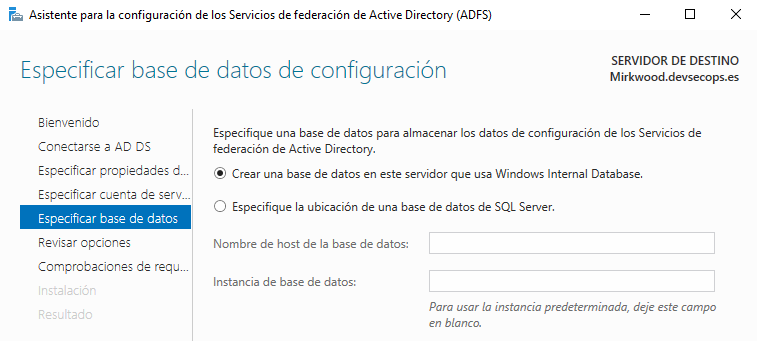 Asistente para la configuración de los Servicios de federación de Active Directory (ADFS)
Especificar base de datos de configuración
SERVIDOR DE DESTINO
Mirkwood.devsecops.es
Bienvenido
Conectarse a AD DS
Especificar propiedades d...
Especificar cuenta de serv...
Especificar base de datos
Revisar opciones
Comprobaciones de requ...
Instalación
Resultado
Especifique una base de datos para almacenar los datos de configuración de los Servicios de
federación de Active Directory.
Crear una base de datos en este servidor que usa Windows Internal Database.
Especifique la ubicación de una base de datos de SQL Server.
Nombre de host de la base de datos:
Instancia de base de datos:
Para usar la instancia predeterminada, deje este campo
en blanco.